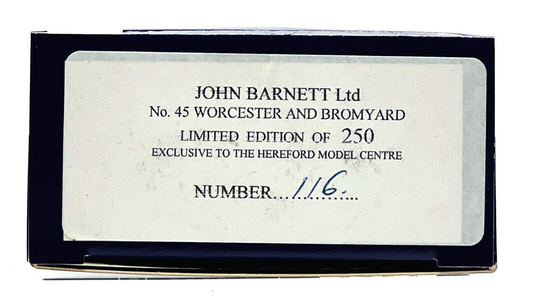 JOHN BARNETT Ltd
No. 45 WORCESTER AND BROMYARD
LIMITED EDITION OF 250
EXCLUSIVE TO THE HEREFORD MODEL CENTRE
NUMBER...116...........